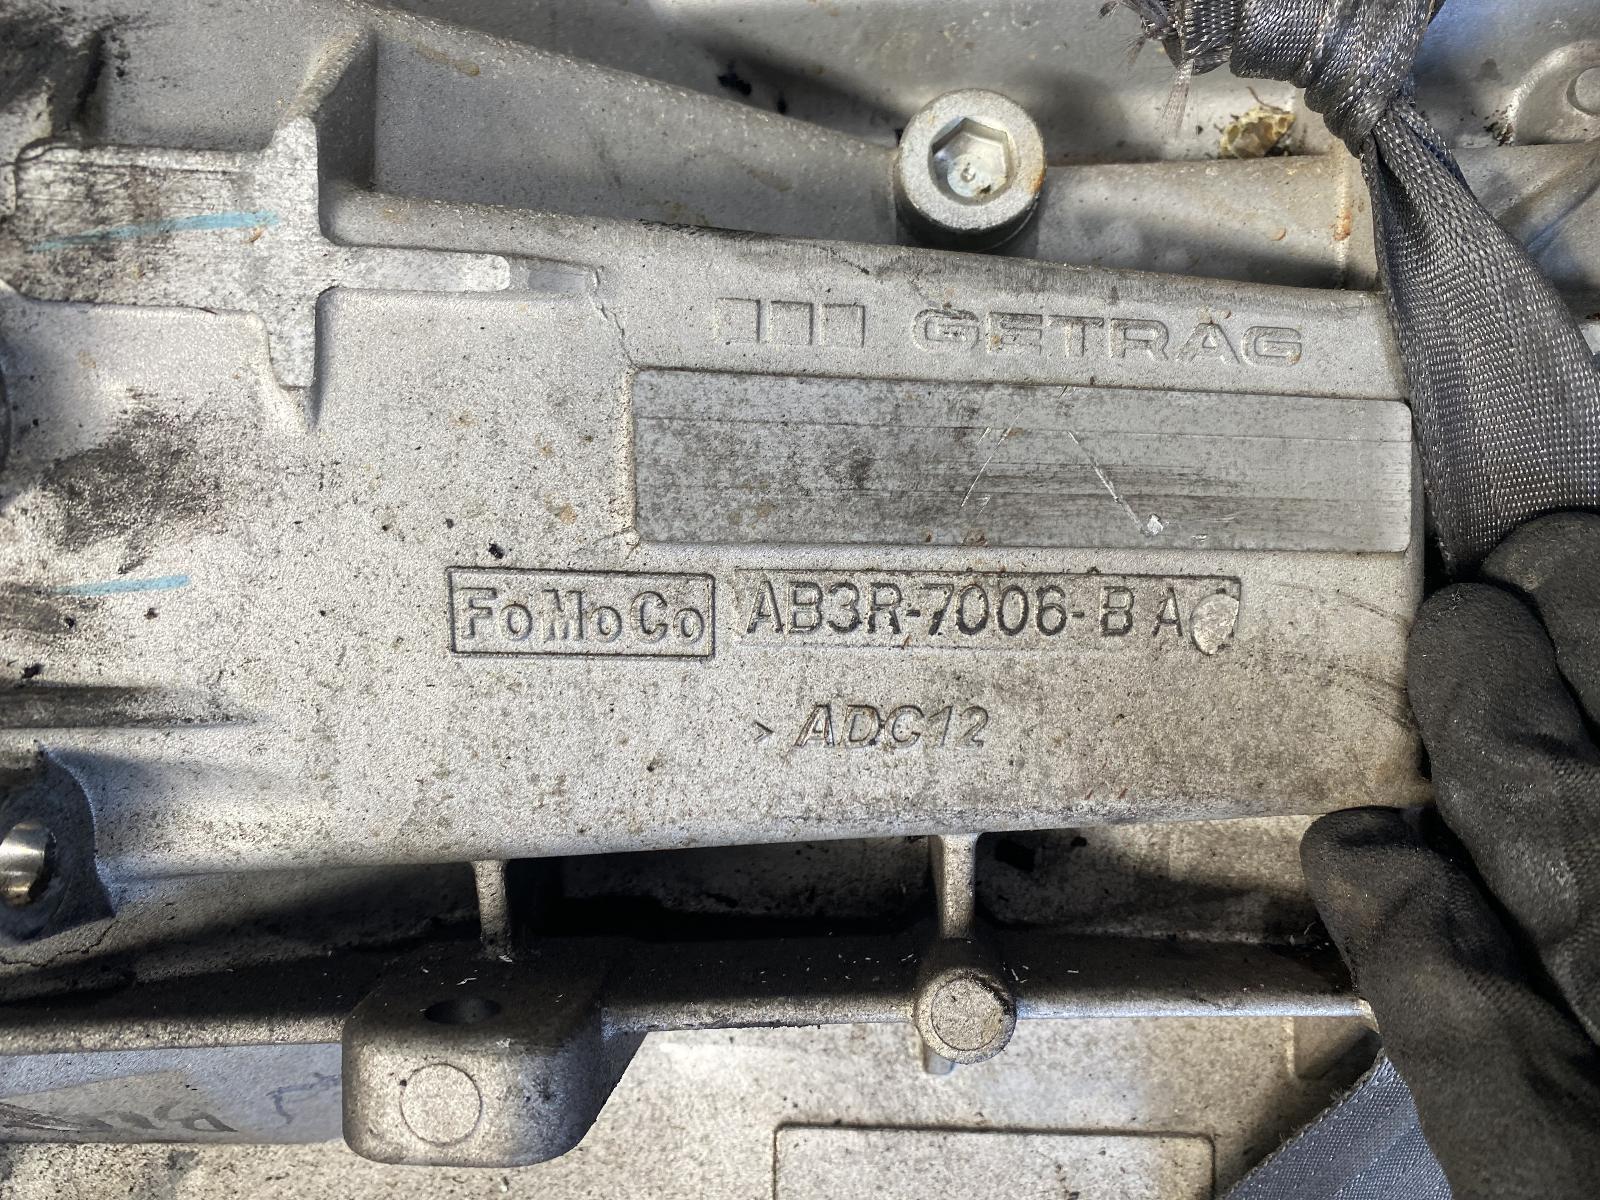 GETRAG
FoMoCo AB3R-7006-BA
> ADC12